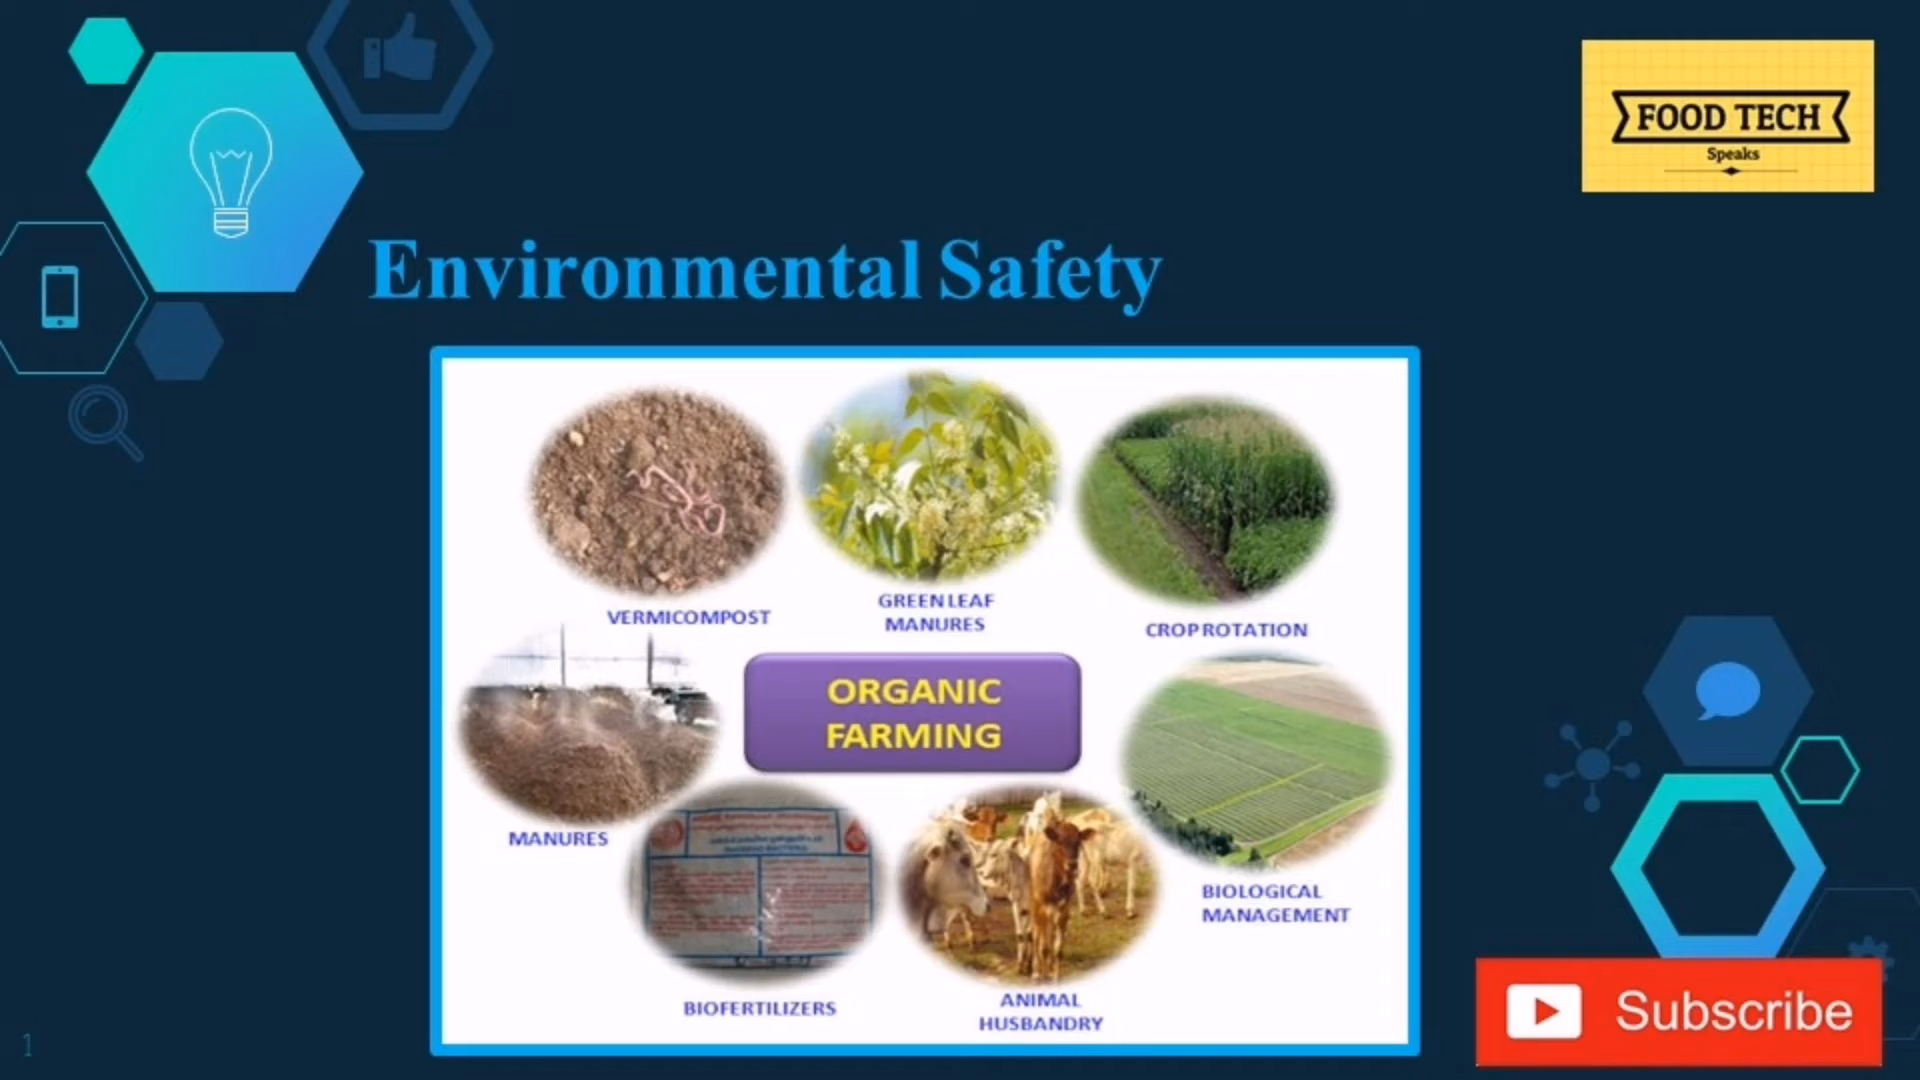 FOOD TECH
Speaks
Environmental Safety
VERMICOMPOST
GREEN LEAF
MANURES
CROP ROTATION
ORGANIC
FARMING
MANURES
BIOLOGICAL
MANAGEMENT
BIOFERTILIZERS
ANIMAL
HUSBANDRY
Subscribe
1